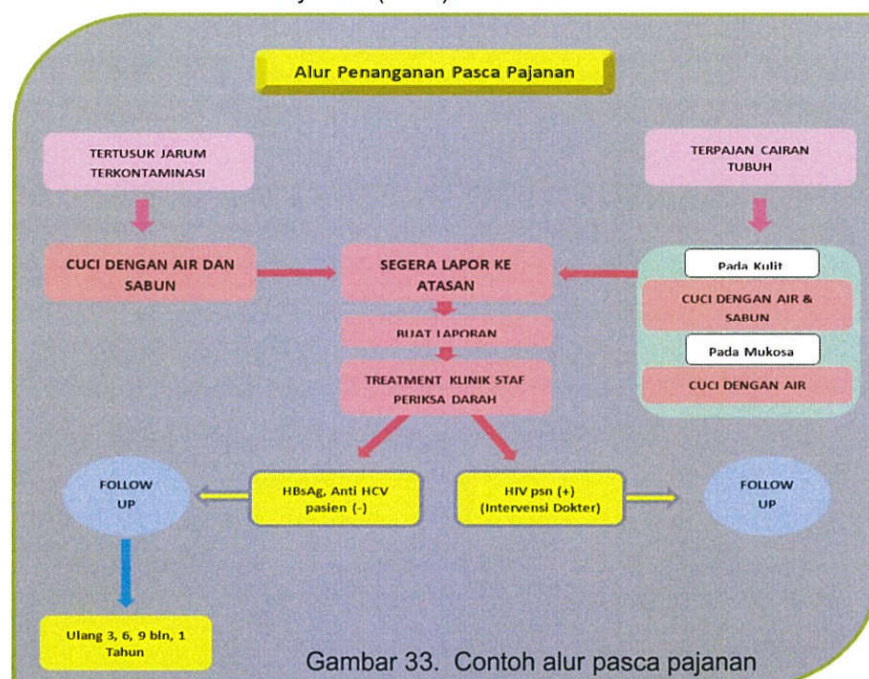 Alur Penanganan Pasca Pajanan
TERTUSUK JARUM
TERKONTAMINASI
TERPAJAN CAIRAN
TUBUH
CUCI DENGAN AIR DAN
SABUN
SEGERA LAPOR KE
ATASAN
Pada Kulit
CUCI DENGAN AIR &
SABUN
BUAT LAPORAN
Pada Mukosa
TREATMENT KLINIK STAF
PERIKSA DARAH
CUCI DENGAN AIR
FOLLOW
UP
HBsAg, Anti HCV
pasien (-)
HIV psn (+)
(Intervensi Dokter)
FOLLOW
UP
Ulang 3, 6, 9 bln, 1
Tahun
Gambar 33. Contoh alur pasca pajanan